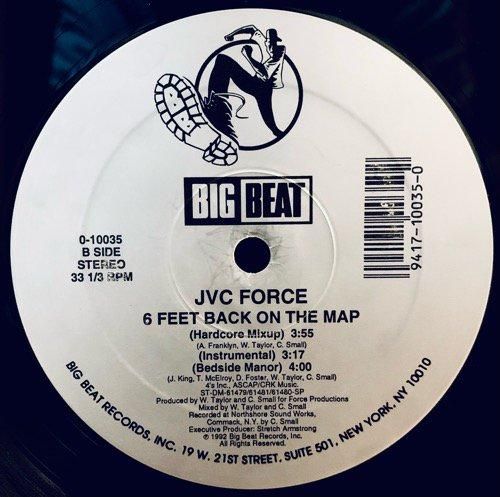 BIG BEAT
0-10035
B SIDE
STEREO
33 1/3 RPM
9417-10035-0
JVC FORCE
6 FEET BACK ON THE MAP
(Hardcore Mixup) 3:55
(A. Franklyn, W. Taylor, C. Small)
(Instrumental) 3:17
(Bedside Manor) 4:00
(J. King, T. McElroy, D. Foster, W. Taylor, C. Small)
4's Inc., ASCAP/CRK Music.
ST-DM-61479/61481/61480-SP
Produced by W. Taylor and C. Small for Force Productions
Mixed by W. Taylor and C. Small
Recorded at Northshore Sound Works,
Commack, N.Y. by C. Small
Executive Producer: Stretch Armstrong
℗1992 Big Beat Records, Inc.
All Rights Reserved.
BIG BEAT RECORDS, INC. 19 W. 21ST STREET, SUITE 501, NEW YORK, NY 10010